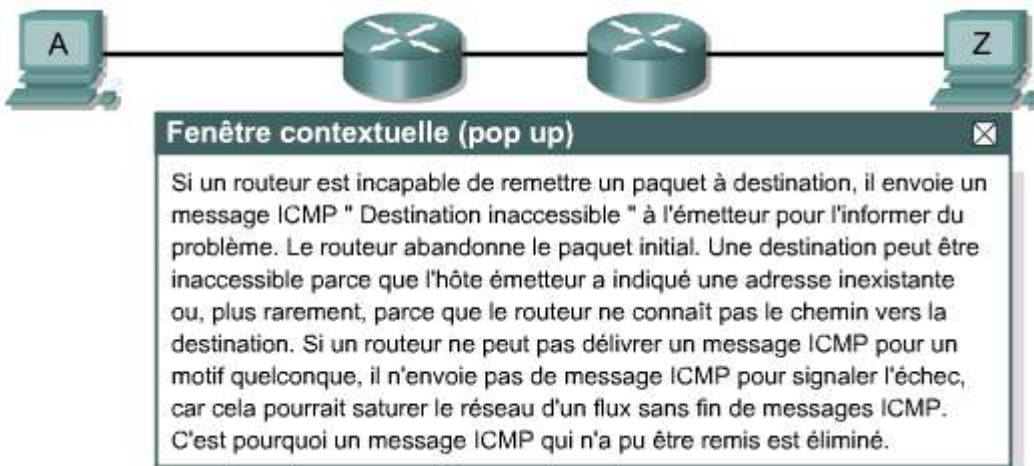 A
Z
Fenêtre contextuelle (pop up)
Si un routeur est incapable de remettre un paquet à destination, il envoie un
message ICMP " Destination inaccessible " à l'émetteur pour l'informer du
problème. Le routeur abandonne le paquet initial. Une destination peut être
inaccessible parce que l'hôte émetteur a indiqué une adresse inexistante
ou, plus rarement, parce que le routeur ne connaît pas le chemin vers la
destination. Si un routeur ne peut pas délivrer un message ICMP pour un
motif quelconque, il n'envoie pas de message ICMP pour signaler l'échec,
car cela pourrait saturer le réseau d'un flux sans fin de messages ICMP.
C'est pourquoi un message ICMP qui n'a pu être remis est éliminé.